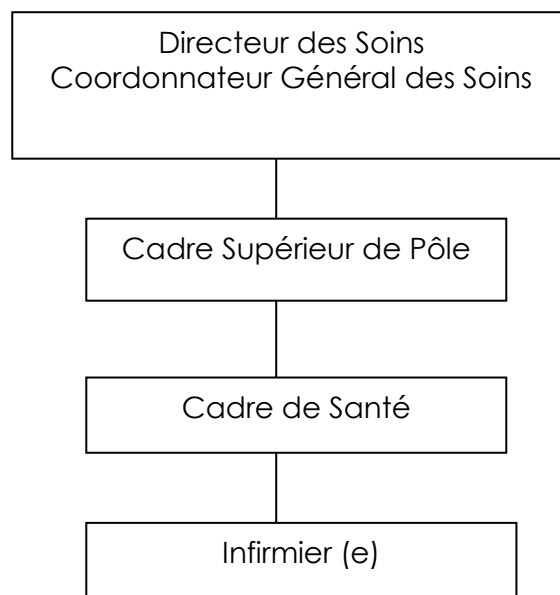 Directeur des Soins
Coordonnateur Général des Soins
Cadre Supérieur de Pôle
Cadre de Santé
Infirmier (e)